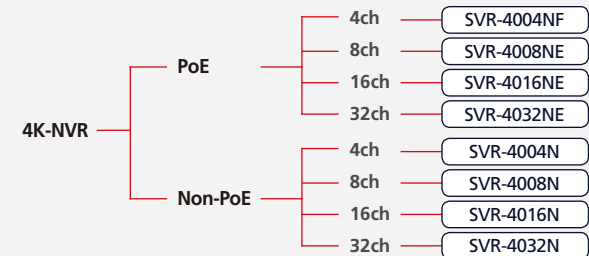 4K-NVR
PoE
4ch SVR-4004NF
8ch SVR-4008NE
16ch SVR-4016NE
32ch SVR-4032NE
Non-PoE
4ch SVR-4004N
8ch SVR-4008N
16ch SVR-4016N
32ch SVR-4032N